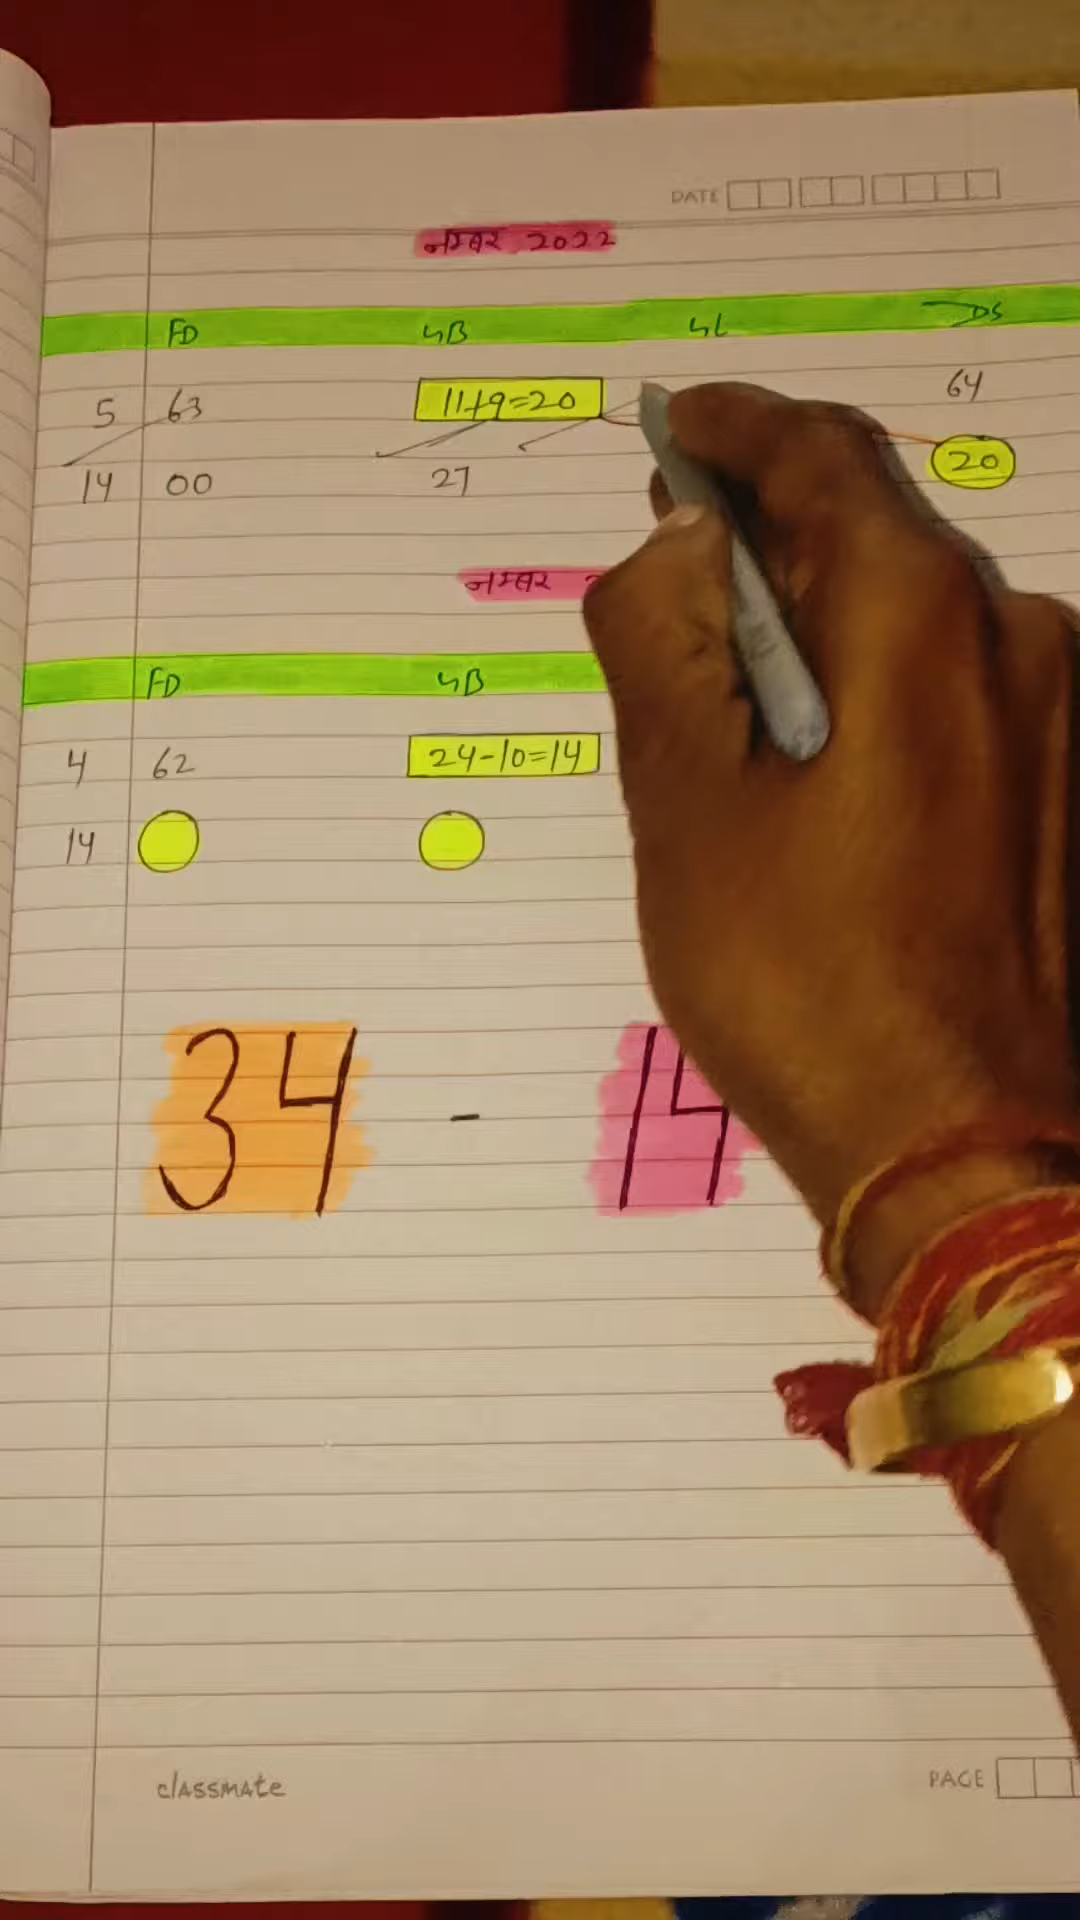 DATE
नम्बर 2022
FD GB GL DS
5 63 11+9=20 64
14 00 27 20
नम्बर
FD GB
4 62 24-10=14
14
34 - 14
classmate
PAGE